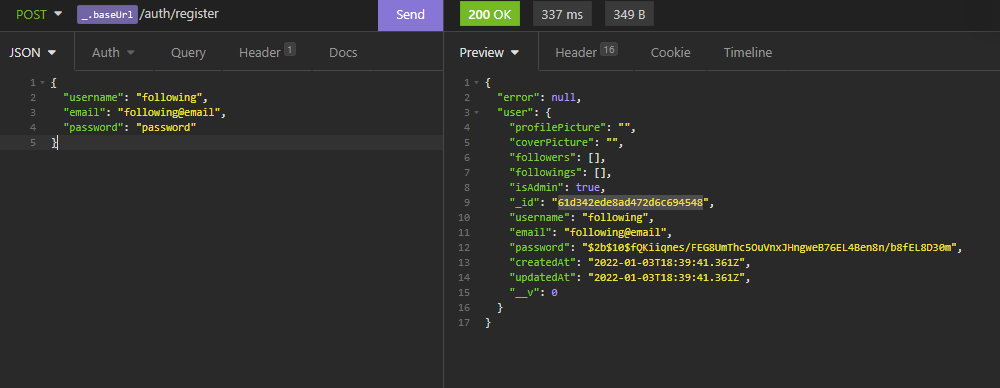 POST _.baseUrl /auth/register Send
JSON Auth Query Header 1 Docs
1 {
2 "username": "following",
3 "email": "following@email",
4 "password": "password"
5 }
200 OK 337 ms 349 B
Preview Header 16 Cookie Timeline
1 {
2 "error": null,
3 "user": {
4 "profilePicture": "",
5 "coverPicture": "",
6 "followers": [],
7 "followings": [],
8 "isAdmin": true,
9 "_id": "61d342ede8ad472d6c694548",
10 "username": "following",
11 "email": "following@email",
12 "password": "$2b$10$fQKiiqnes/FEG8UmThc5OuVnxJHngweB76EL4Ben8n/b8fEL8D30m",
13 "createdAt": "2022-01-03T18:39:41.361Z",
14 "updatedAt": "2022-01-03T18:39:41.361Z",
15 "__v": 0
16 }
17 }